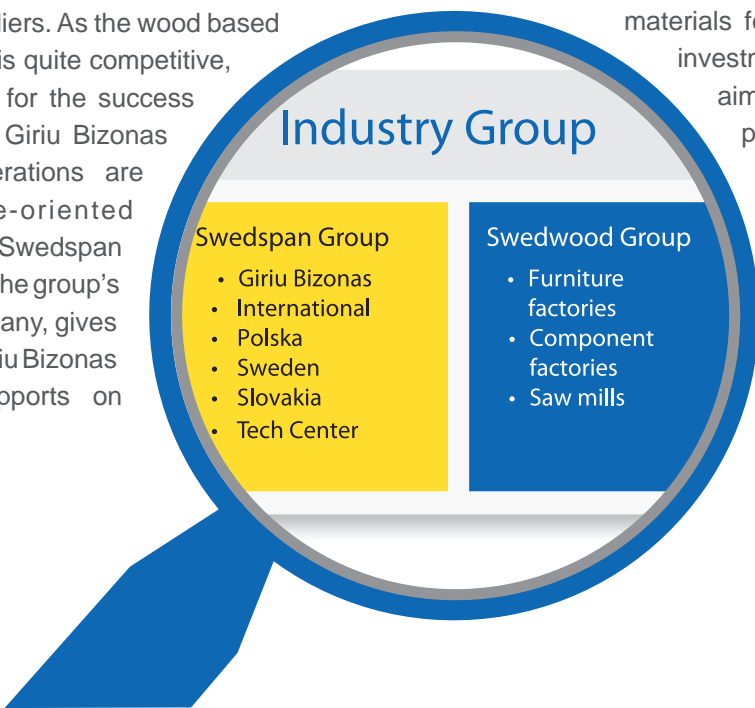 liers. As the wood based
is quite competitive,
for the success
Giriu Bizonas
erations are
e-oriented
Swedspan
he group's
any, gives
iu Bizonas
pports on
materials fo
investr
aim
p
Industry Group
Swedspan Group
• Giriu Bizonas
• International
• Polska
• Sweden
• Slovakia
• Tech Center
Swedwood Group
• Furniture
factories
• Component
factories
• Saw mills